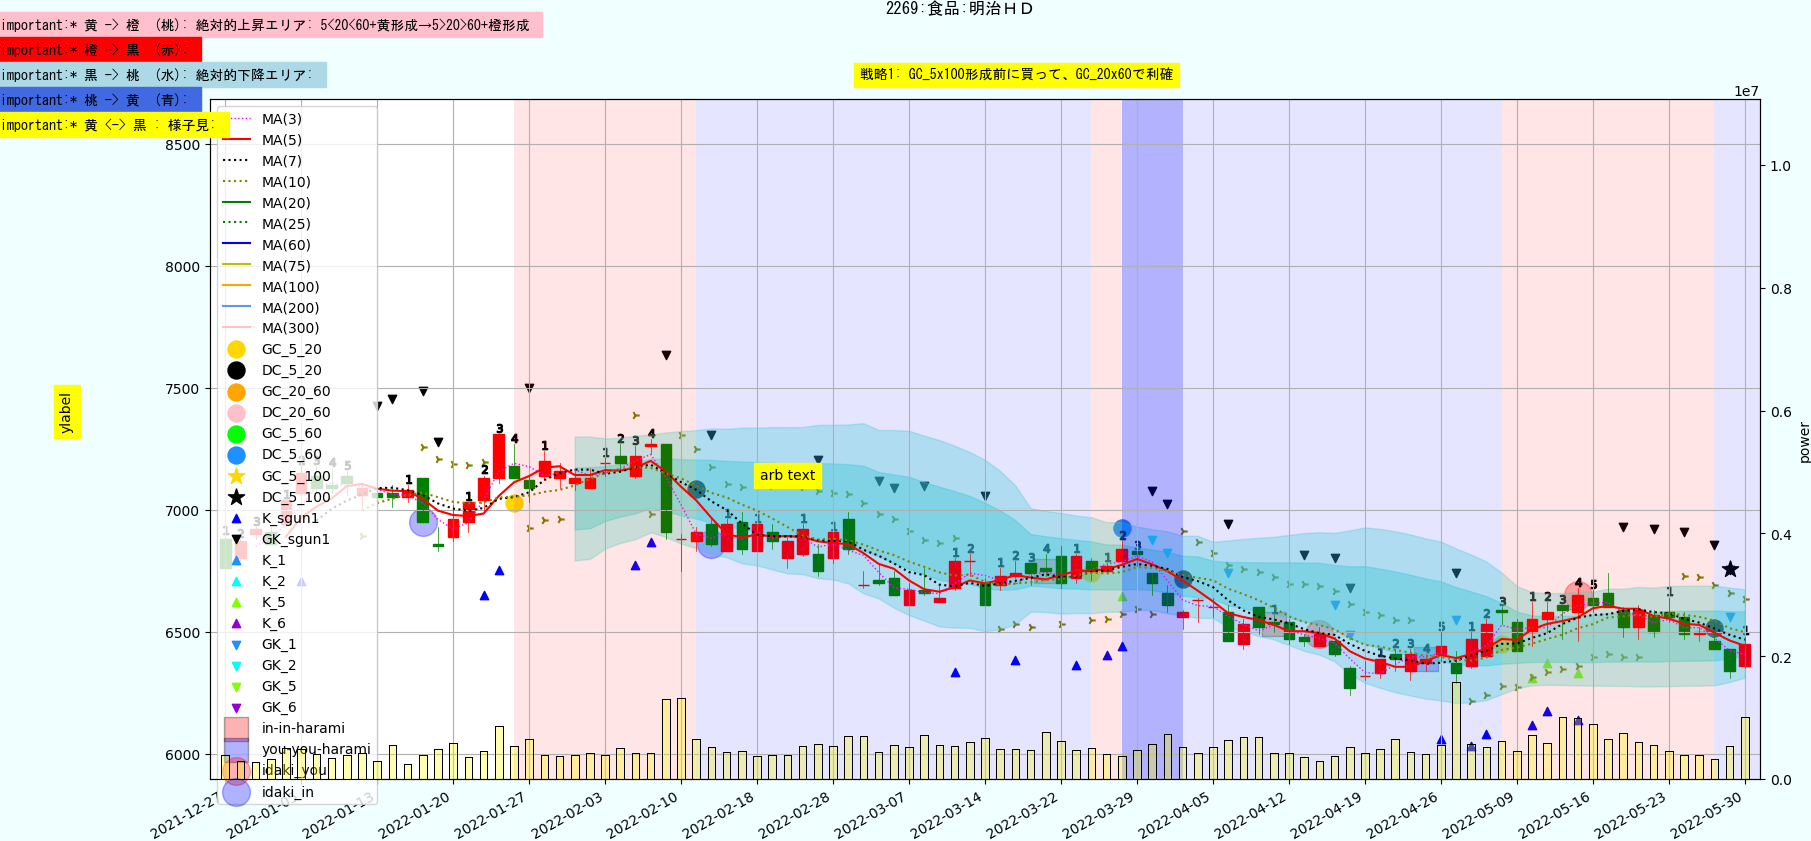 2269:食品:明治ＨＤ
important:* 黄 -> 橙 （桃）: 絶対的上昇エリア: 5<20<60+黄形成→5>20>60+橙形成
important:* 橙 -> 黒 （赤）:
important:* 黒 -> 桃 （水）: 絶対的下降エリア:
戦略1: GC_5x100形成前に買って、GC_20x60で利確
important:* 桃 -> 黄 （青）:
important:* 黄 <-> 黒 : 様子見:
1e7
MA(3)
MA(5)
MA(7)
MA(10)
MA(20)
MA(25)
MA(60)
MA(75)
MA(100)
MA(200)
MA(300)
GC_5_20
DC_5_20
GC_20_60
DC_20_60
GC_5_60
DC_5_60
GC_5_100
DC_5_100
K_sgun1
GK_sgun1
K_1
K_2
K_5
K_6
GK_1
GK_2
GK_5
GK_6
in-in-harami
you-you-harami
idaki_you
idaki_in
8500
8000
7500
7000
6500
6000
ylabel
arb text
1.0
0.8
0.6
0.4
0.2
0.0
power
2021-12-27
2022-01-13
2022-01-20
2022-01-27
2022-02-03
2022-02-10
2022-02-18
2022-02-28
2022-03-07
2022-03-14
2022-03-22
2022-03-29
2022-04-05
2022-04-12
2022-04-19
2022-04-26
2022-05-09
2022-05-16
2022-05-23
2022-05-30